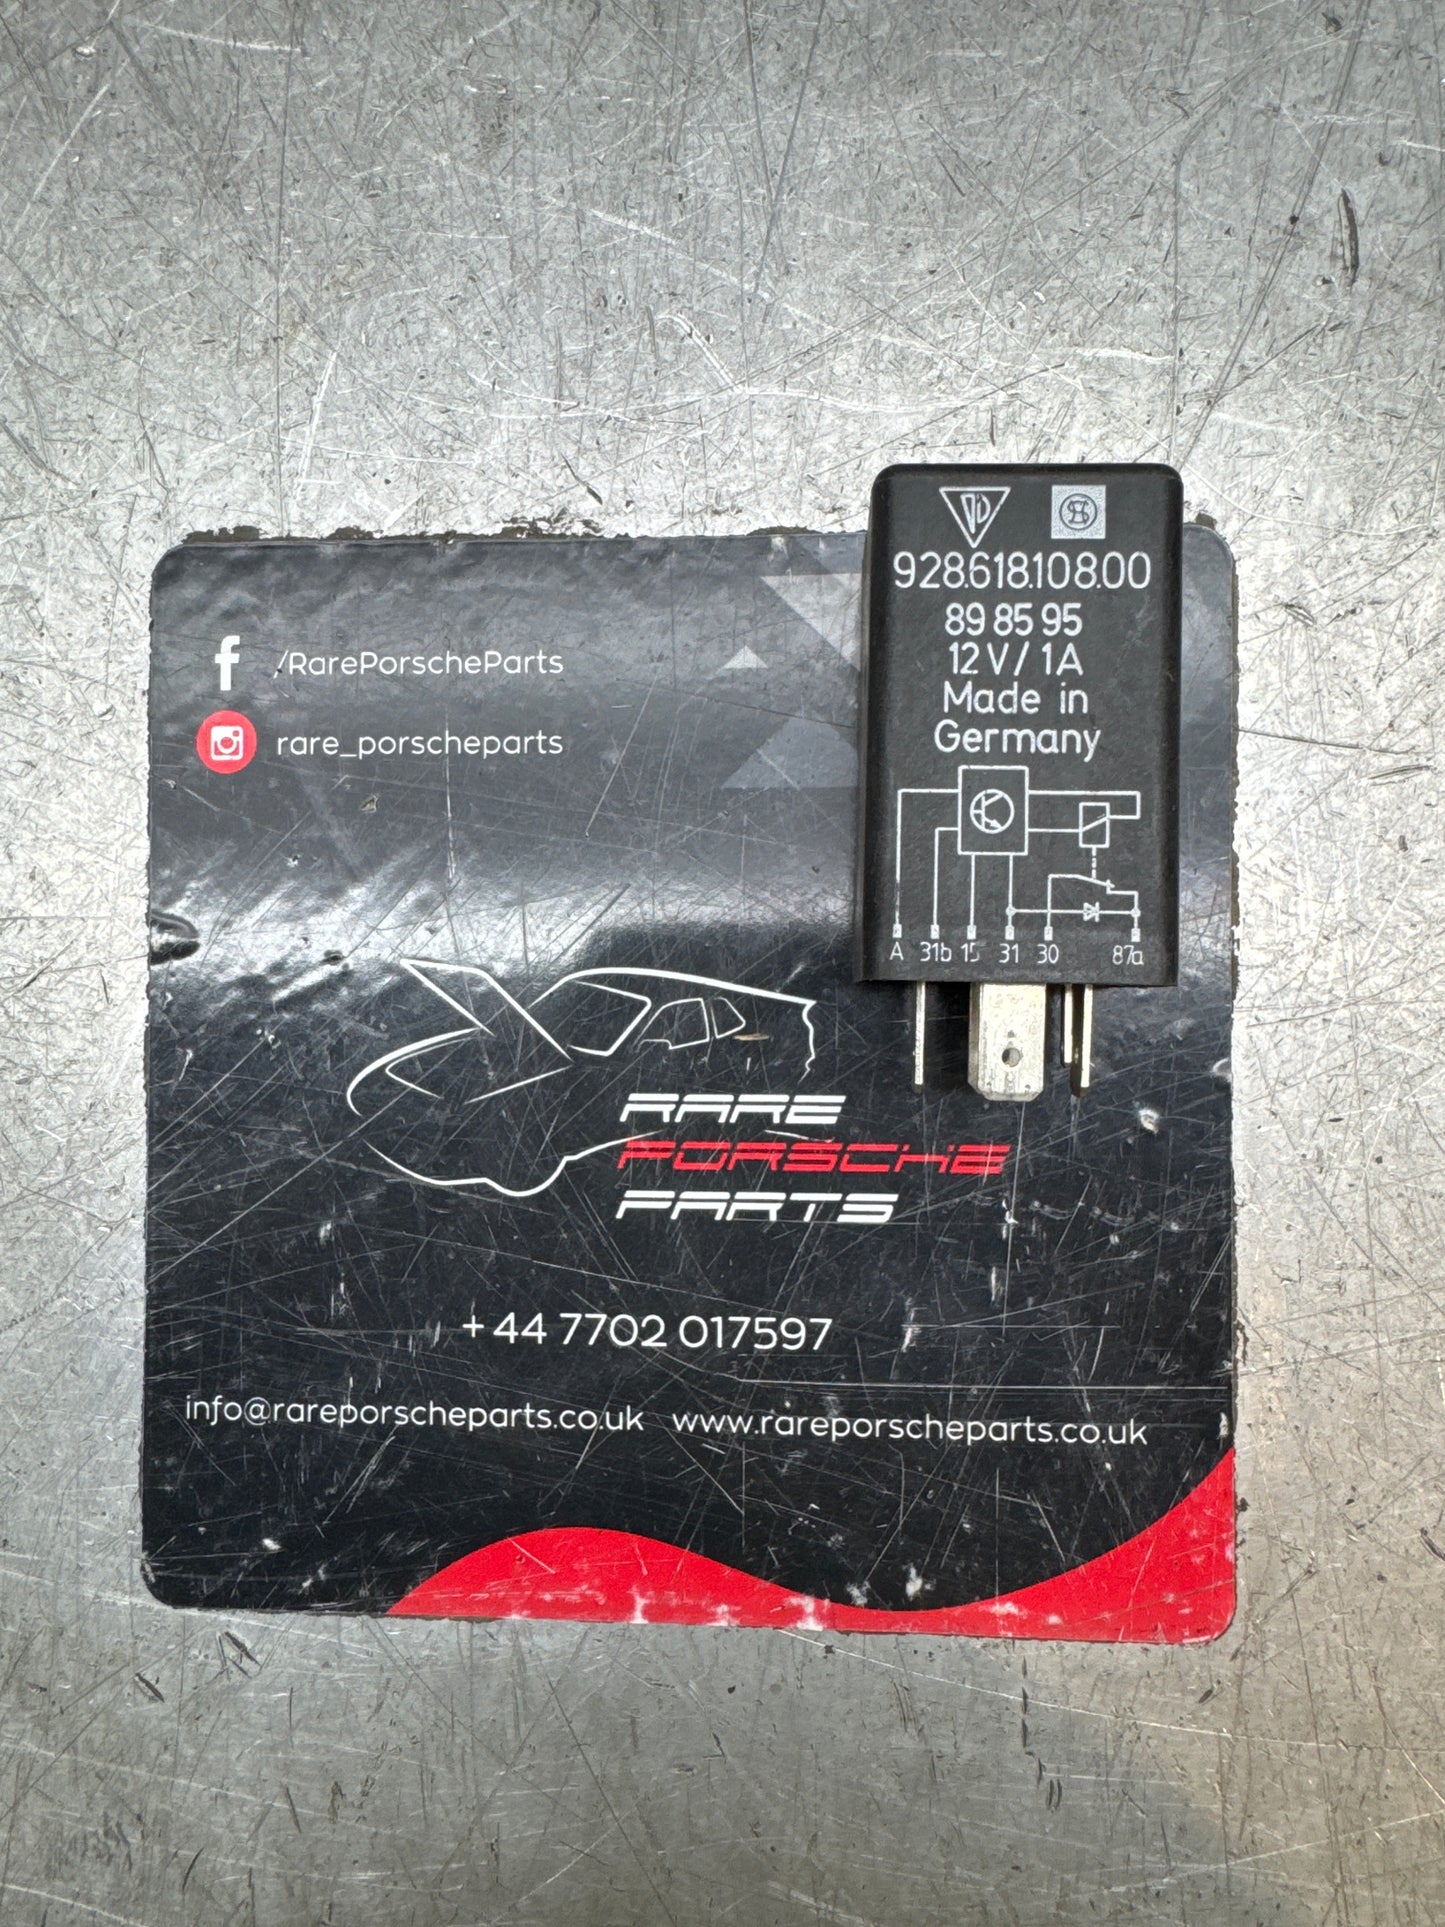 928.618.108.00
89 85 95
12V/ 1A
Made in
Germany
A 31b 15 31 30 87a
/RarePorscheParts
rare_porscheparts
RARE
PORSCHE
PARTS
+44 7702 017597
info@rareporscheparts.co.uk www.rareporscheparts.co.uk